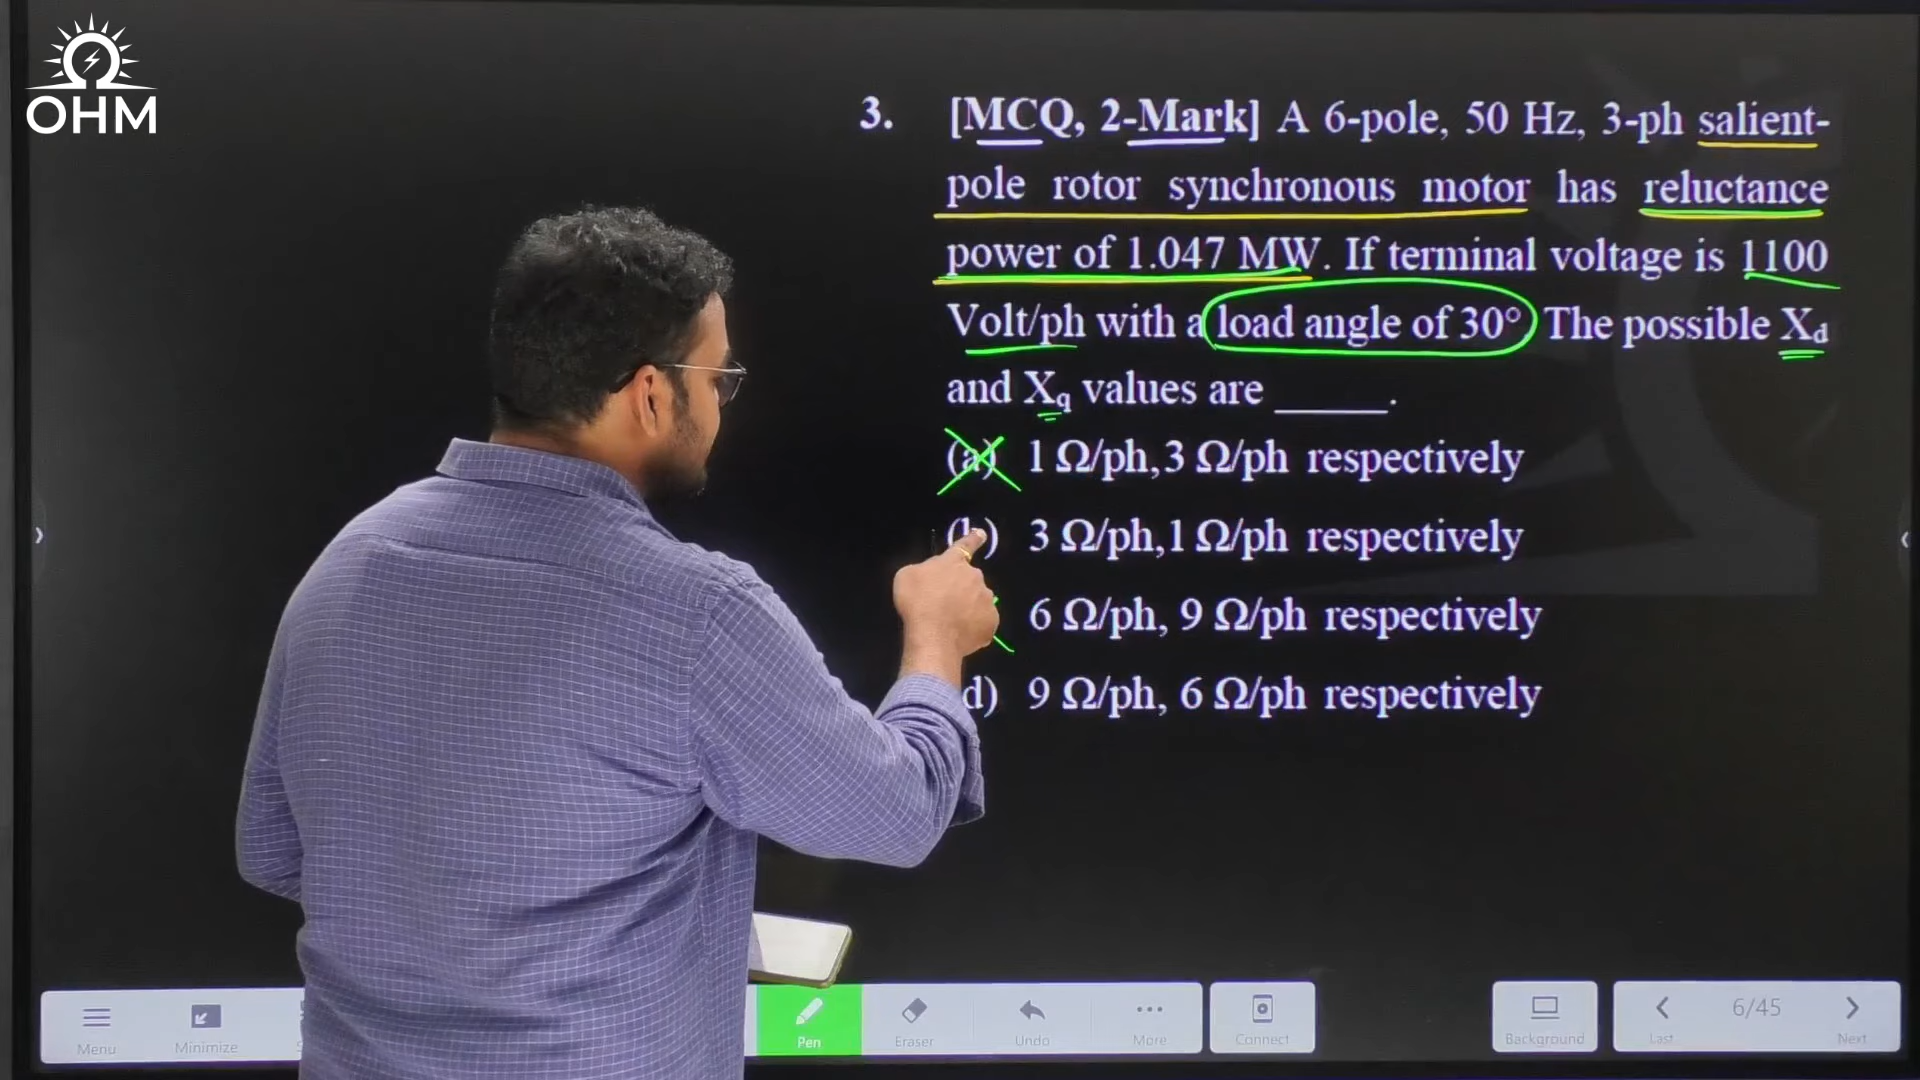 OHM
3. [MCQ, 2-Mark] A 6-pole, 50 Hz, 3-ph salient-
pole rotor synchronous motor has reluctance
power of 1.047 MW. If terminal voltage is 1100
Volt/ph with a load angle of 30° The possible Xd
and Xq values are _____.
(a) 1 Ω/ph,3 Ω/ph respectively
(b) 3 Ω/ph,1 Ω/ph respectively
6 Ω/ph, 9 Ω/ph respectively
d) 9 Ω/ph, 6 Ω/ph respectively
Menu Minimize Pen Eraser Undo More Connect Background Last 6/45 Next